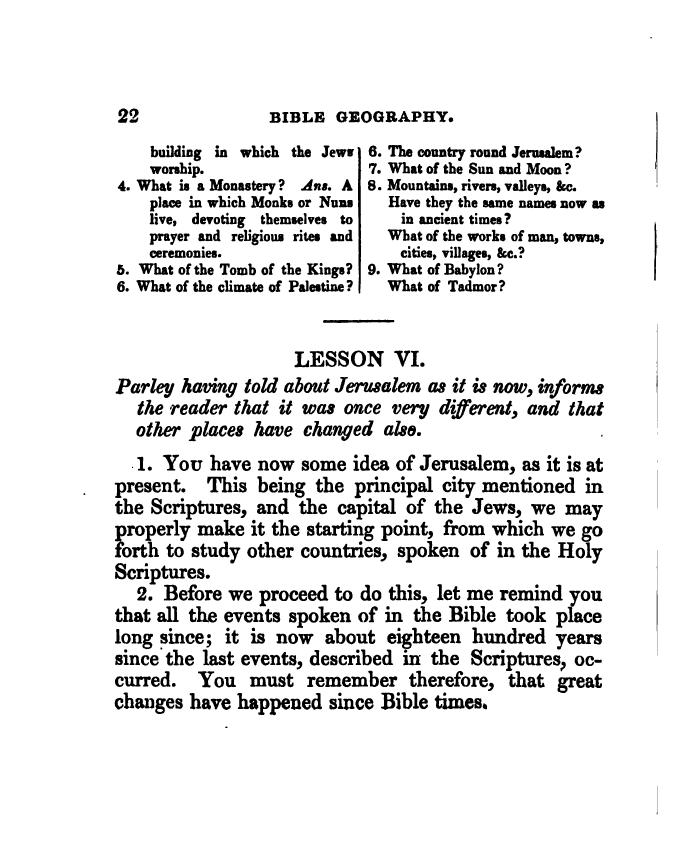 22 BIBLE GEOGRAPHY.
building in which the Jews
worship.
4. What is a Monastery? Ans. A
place in which Monks or Nuns
live, devoting themselves to
prayer and religious rites and
ceremonies.
5. What of the Tomb of the Kings?
6. What of the climate of Palestine?
6. The country round Jerusalem?
7. What of the Sun and Moon?
8. Mountains, rivers, valleys, &c.
Have they the same names now as
in ancient times?
What of the works of man, towns,
cities, villages, &c.?
9. What of Babylon?
What of Tadmor?
LESSON VI.
Parley having told about Jerusalem as it is now, informs
the reader that it was once very different, and that
other places have changed also.
1. You have now some idea of Jerusalem, as it is at
present. This being the principal city mentioned in
the Scriptures, and the capital of the Jews, we may
properly make it the starting point, from which we go
forth to study other countries, spoken of in the Holy
Scriptures.
2. Before we proceed to do this, let me remind you
that all the events spoken of in the Bible took place
long since; it is now about eighteen hundred years
since the last events, described in the Scriptures, oc-
curred. You must remember therefore, that great
changes have happened since Bible times.